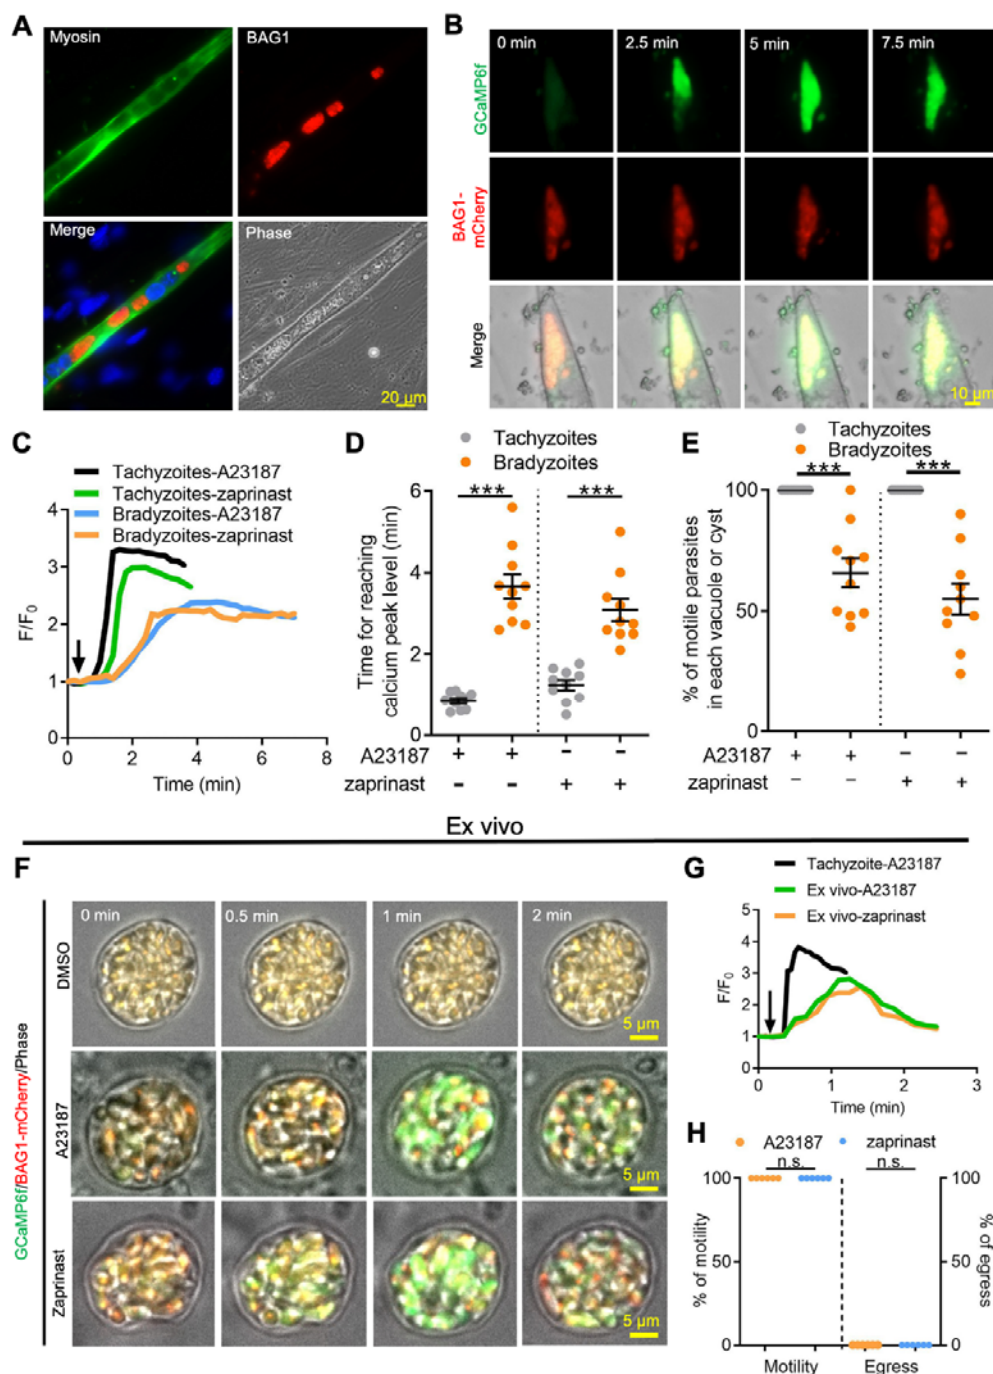 A
Myosin
BAG1
Merge
Phase
20 µm
B
0 min
2.5 min
5 min
7.5 min
GCaMP6f
BAG1-
mCherry
Merge
10 µm
C
Tachyzoites-A23187
Tachyzoites-zaprinast
Bradyzoites-A23187
Bradyzoites-zaprinast
F/F0
4
3
2
1
0
0
2
4
6
8
Time (min)
D
Tachyzoites
Bradyzoites
***
***
Time for reaching
calcium peak level (min)
6
4
2
0
A23187 + + - -
zaprinast - - + +
E
Tachyzoites
Bradyzoites
***
***
% of motile parasites
in each vacuole or cyst
100
50
0
+ + − −
− − + +
Ex vivo
F
GCaMP6f/BAG1-mCherry/Phase
0 min
0.5 min
1 min
2 min
DMSO
5 µm
A23187
5 µm
Zaprinast
5 µm
G
Tachyzoite-A23187
Ex vivo-A23187
Ex vivo-zaprinast
F/F0
5
4
3
2
1
0
0
1
2
3
Time (min)
H
A23187
zaprinast
n.s.
n.s.
% of motility
100
50
0
100
50
0
% of egress
Motility
Egress